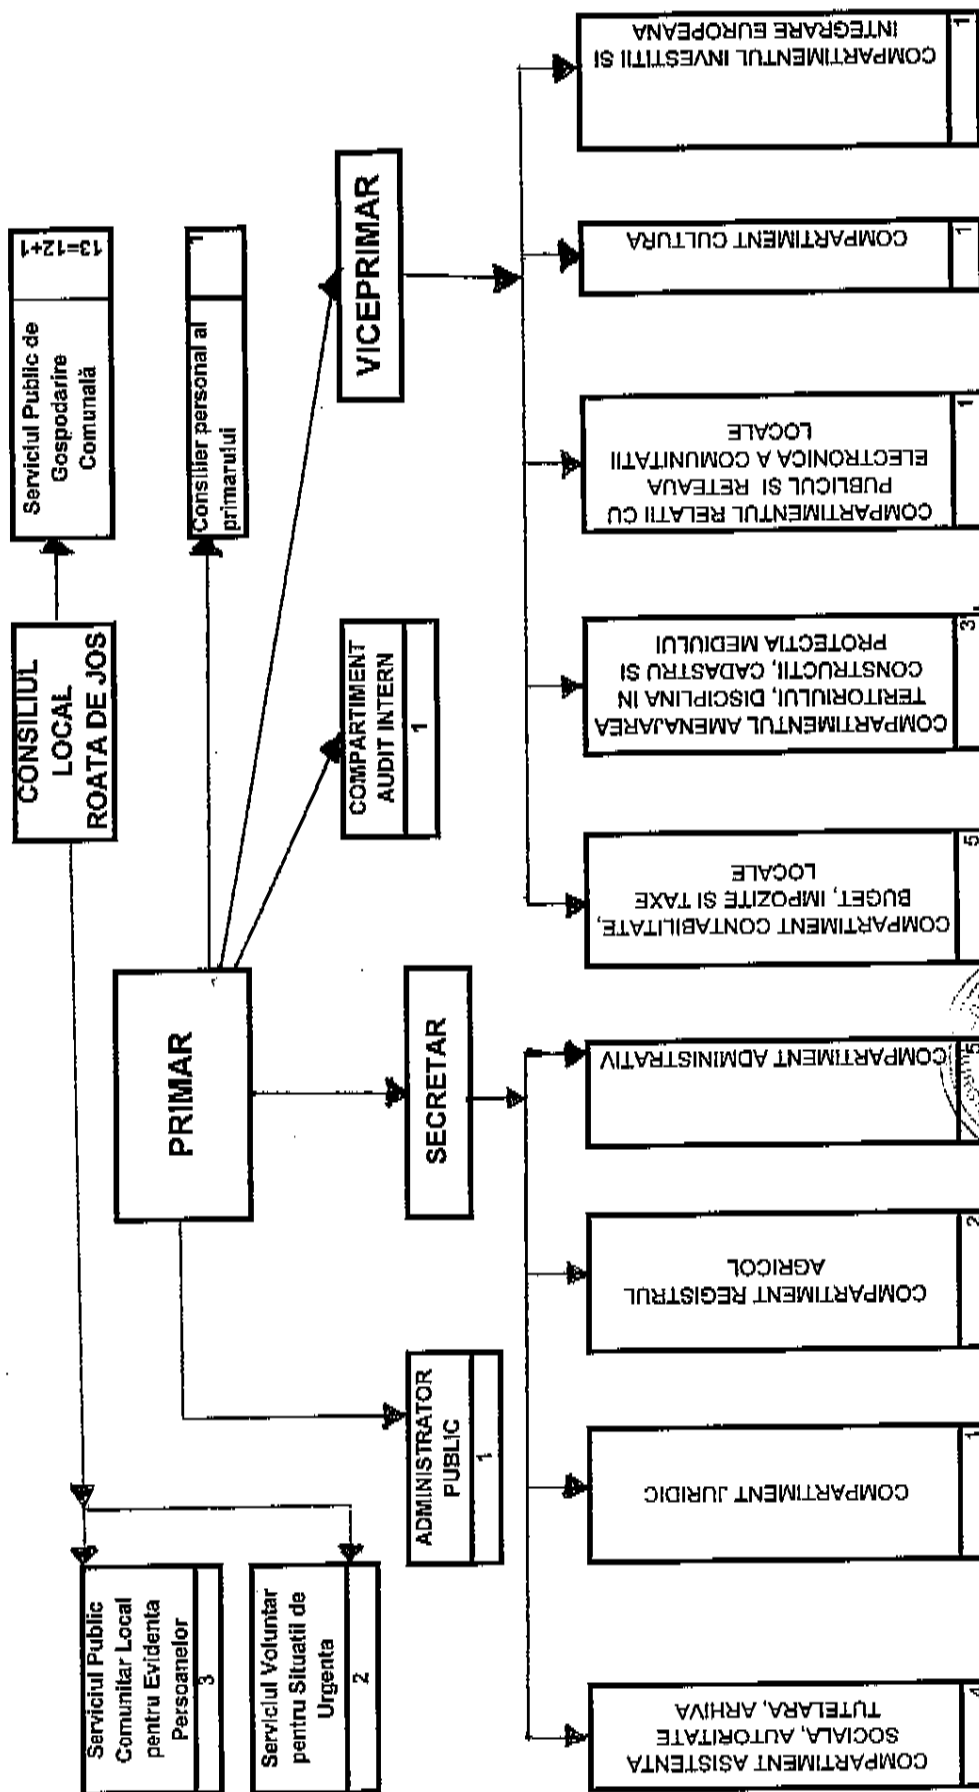 CONSILIUL
LOCAL
ROATA DE JOS
Serviciul Public de
Gospodarire
Comunală
13=12+1
Serviciul Public
Comunitar Local
pentru Evidenta
Persoanelor
3
Serviciul Voluntar
pentru Situatii de
Urgenta
2
PRIMAR
Consilier personal al
primarului
1
ADMINISTRATOR
PUBLIC
1
SECRETAR
COMPARTIMENT
AUDIT INTERN
1
VICEPRIMAR
COMPARTIMENT ASISTENTA
SOCIALA, AUTORITATE
TUTELARA, ARHIVA
4
COMPARTIMENT JURIDIC
1
COMPARTIMENT REGISTRUL
AGRICOL
2
COMPARTIMENT ADMINISTRATIV
5
COMPARTIMENT CONTABILITATE,
BUGET, IMPOZITE SI TAXE
LOCALE
5
COMPARTIMENTUL AMENAJAREA
TERITORIULUI, DISCIPLINA IN
CONSTRUCTII, CADASTRU SI
PROTECTIA MEDIULUI
3
COMPARTIMENTUL RELATII CU
PUBLICUL SI RETEAUA
ELECTRONICA A COMUNITATII
LOCALE
1
COMPARTIMENT CULTURA
1
COMPARTIMENTUL INVESTITII SI
INTEGRARE EUROPEANA
1